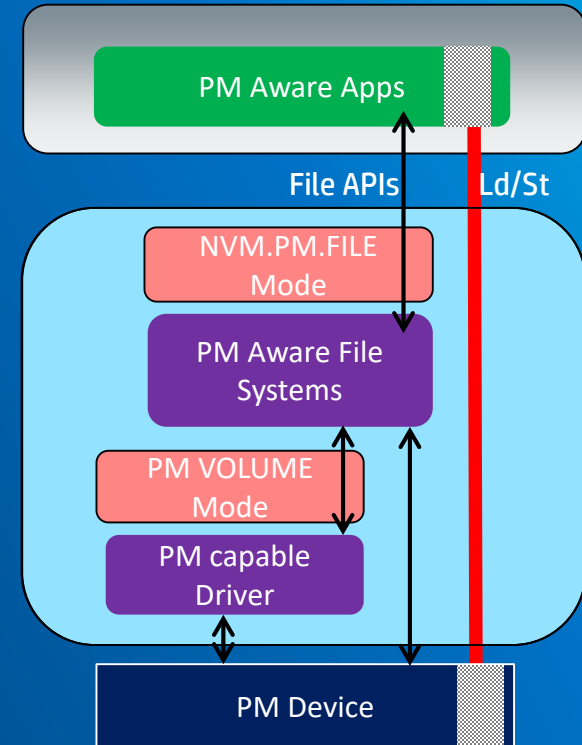 PM Aware Apps
File APIs
Ld/St
NVM.PM.FILE
Mode
PM Aware File
Systems
PM VOLUME
Mode
PM capable
Driver
PM Device